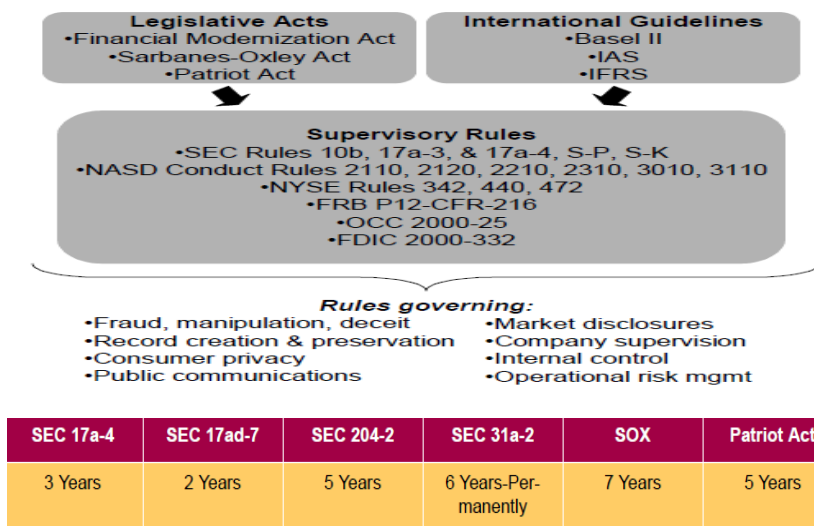 Legislative Acts
•Financial Modernization Act
•Sarbanes-Oxley Act
•Patriot Act
International Guidelines
•Basel II
•IAS
•IFRS
Supervisory Rules
•SEC Rules 10b, 17a-3, & 17a-4, S-P, S-K
•NASD Conduct Rules 2110, 2120, 2210, 2310, 3010, 3110
•NYSE Rules 342, 440, 472
•FRB P12-CFR-216
•OCC 2000-25
•FDIC 2000-332
Rules governing:
•Fraud, manipulation, deceit
•Record creation & preservation
•Consumer privacy
•Public communications
•Market disclosures
•Company supervision
•Internal control
•Operational risk mgmt
SEC 17a-4 SEC 17ad-7 SEC 204-2 SEC 31a-2 SOX Patriot Act
3 Years 2 Years 5 Years 6 Years-Per- 7 Years 5 Years
manently